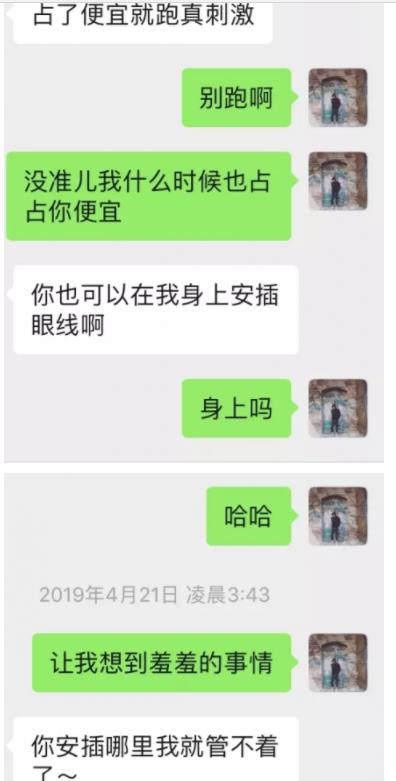 占了便宜就跑真刺激
别跑啊
没准儿我什么时候也占
占你便宜
你也可以在我身上安插
眼线啊
身上吗
哈哈
2019年4月21日 凌晨3:43
让我想到羞羞的事情
你安插哪里我就管不着
了～